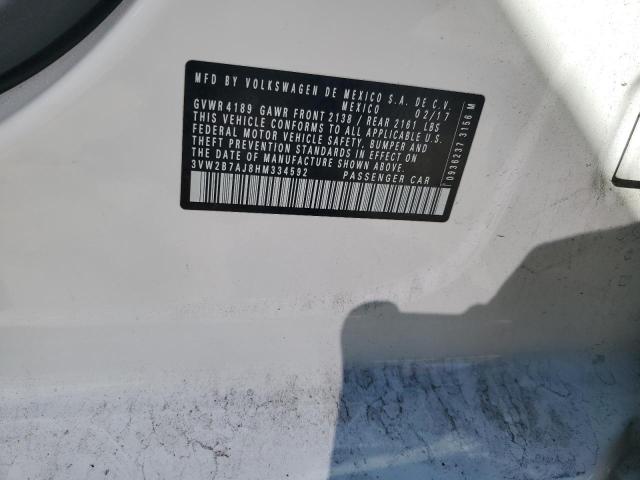 MFD BY VOLKSWAGEN DE MEXICO S.A. DE C.V.
MEXICO 02/17
GVWR 4189 GAWR FRONT 2138 / REAR 2161 LBS
THIS VEHICLE CONFORMS TO ALL APPLICABLE U.S.
FEDERAL MOTOR VEHICLE SAFETY, BUMPER AND
THEFT PREVENTION STANDARDS IN EFFECT ON THE
DATE OF MANUFACTURE SHOWN ABOVE.
3VW2B7AJ8HM334592 PASSENGER CAR
0936237 3156 M